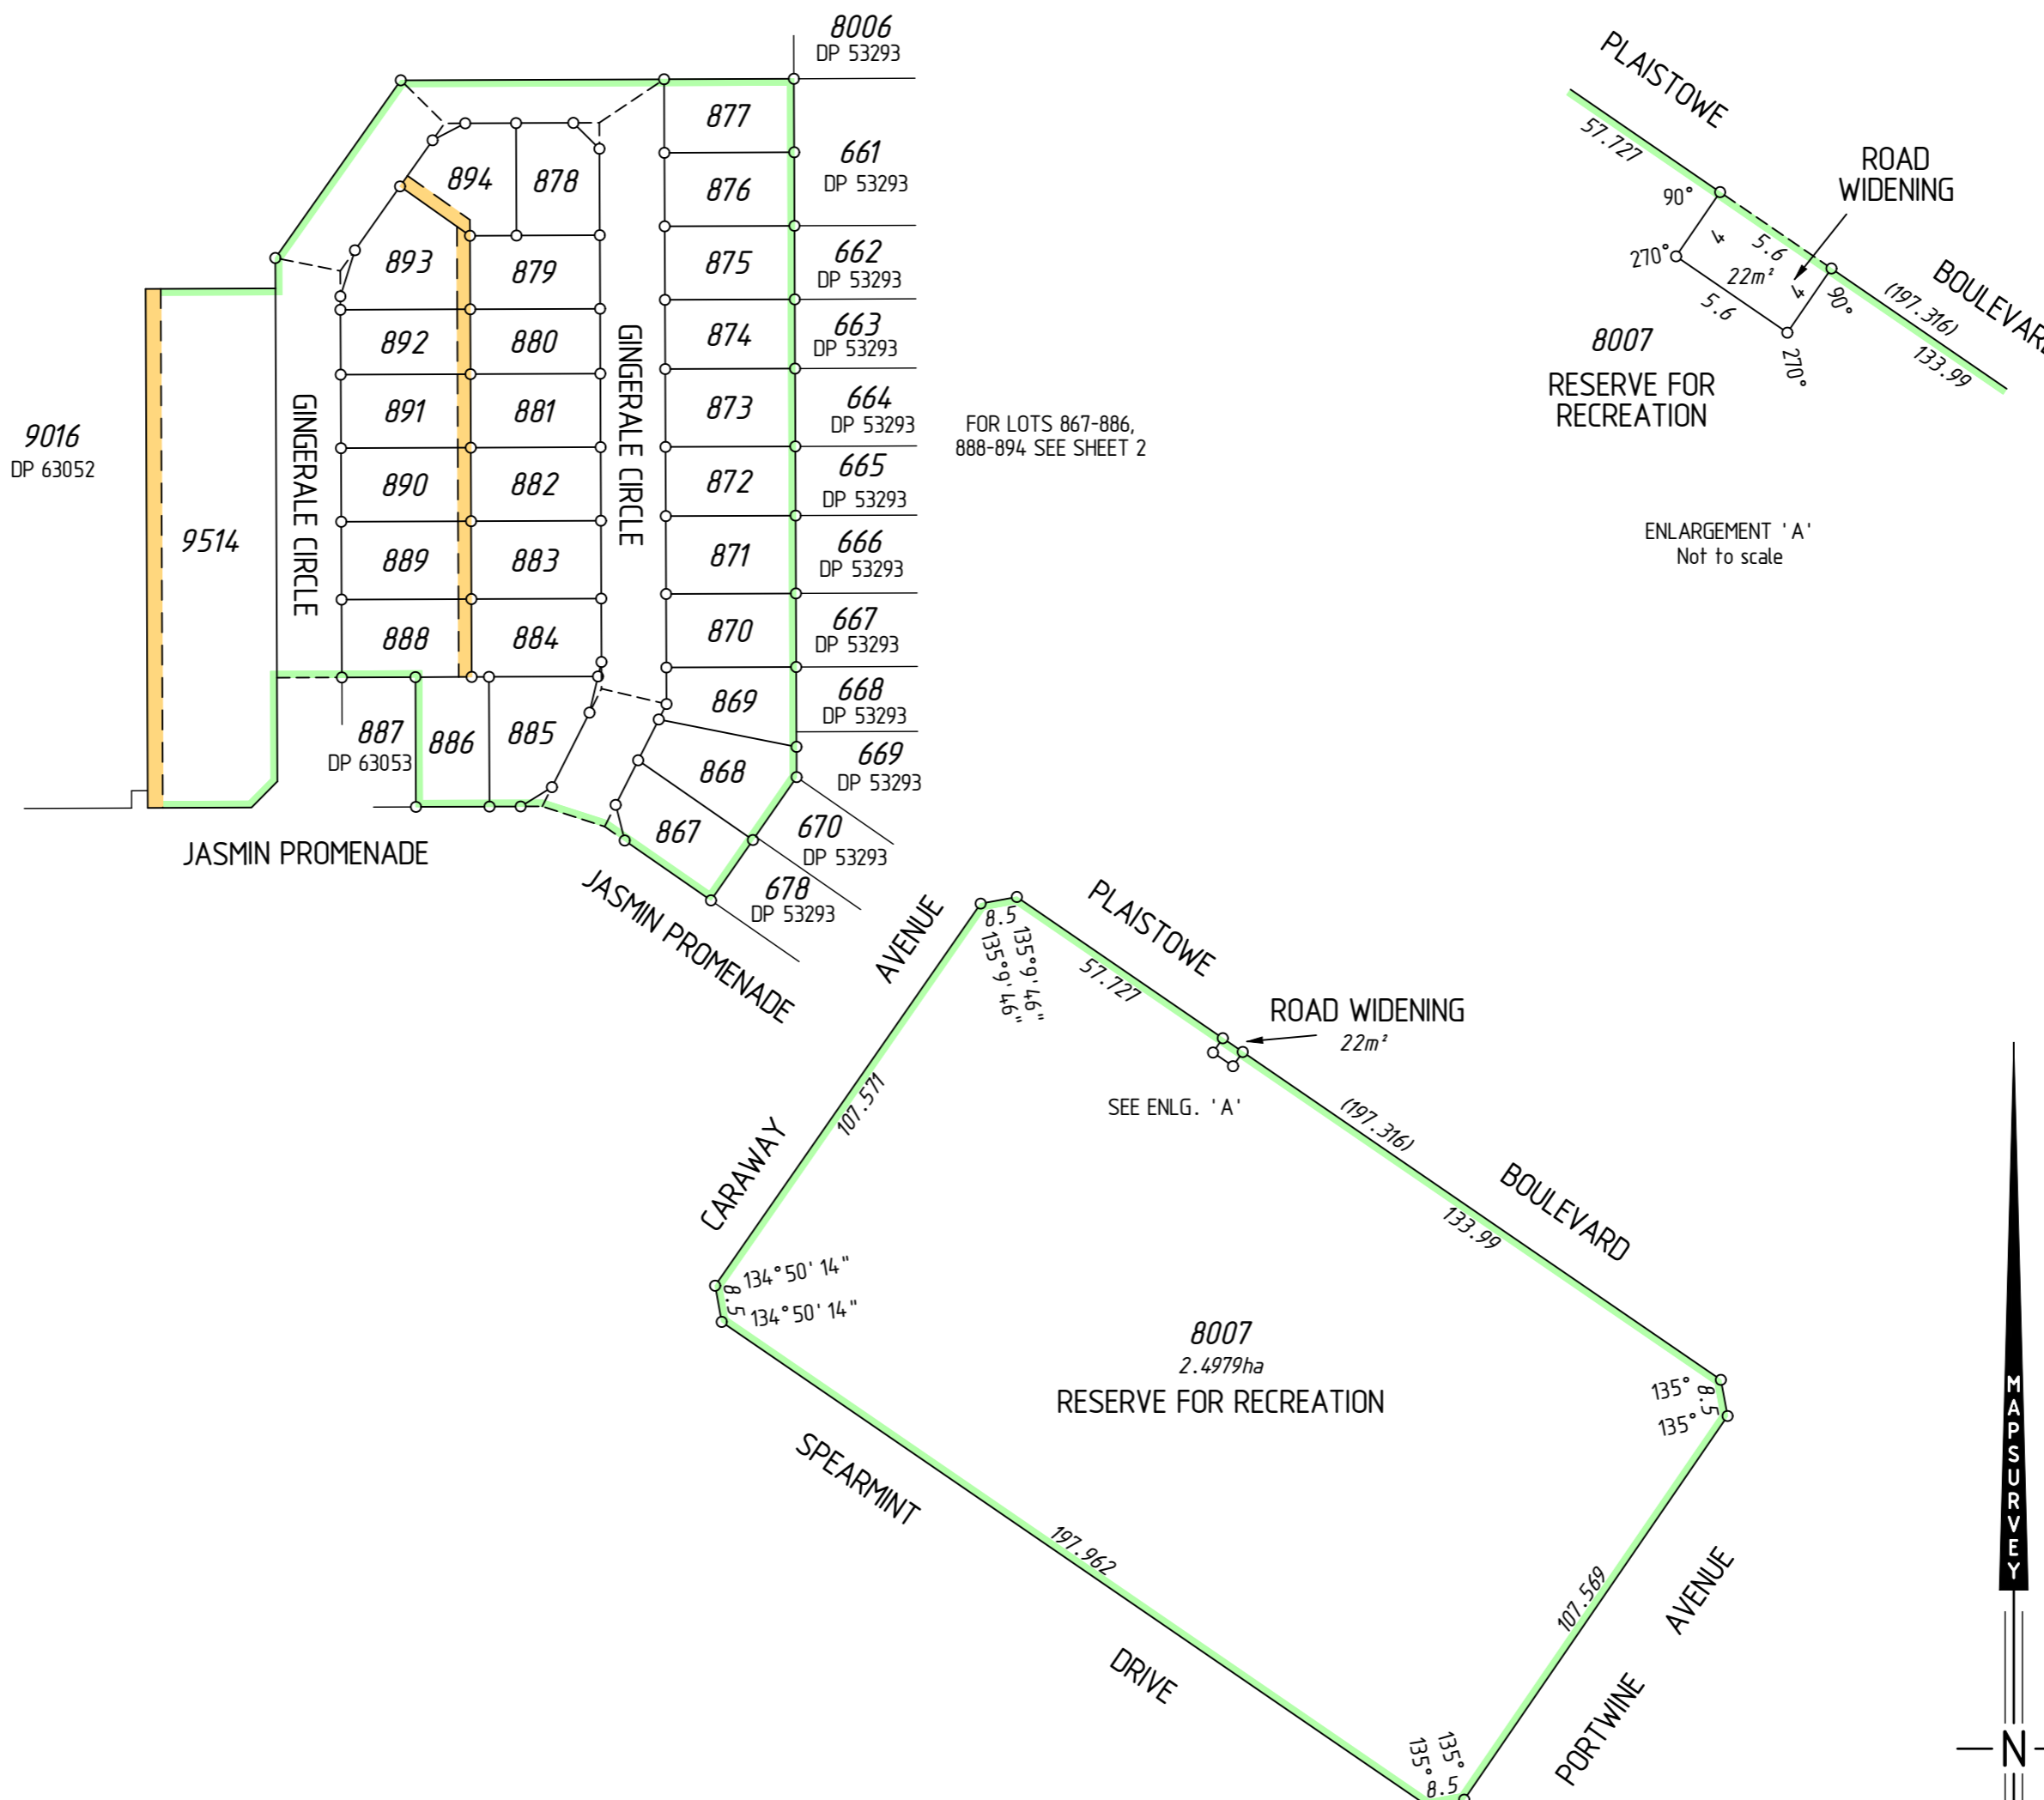 8006
DP 53293
877
661
DP 53293
894
878
876
893
879
875
662
DP 53293
892
880
874
663
DP 53293
9016
DP 63052
891
881
873
664
DP 53293
890
882
872
665
DP 53293
9514
889
883
871
666
DP 53293
888
884
870
667
DP 53293
GINGERALE CIRCLE
GINGERALE CIRCLE
869
668
DP 53293
887
DP 63053
886
885
868
669
DP 53293
867
670
DP 53293
678
DP 53293
JASMIN PROMENADE
JASMIN PROMENADE
FOR LOTS 867-886,
888-894 SEE SHEET 2
PLAISTOWE
57.727
ROAD
WIDENING
90°
4
5.6
270°
22m²
4
90°
5.6
270°
(197.316)
BOULEVARD
133.99
8007
RESERVE FOR
RECREATION
ENLARGEMENT 'A'
Not to scale
AVENUE
CARAWAY
107.571
8.5
135°9'46"
135°9'46"
PLAISTOWE
57.727
ROAD WIDENING
22m²
SEE ENLG. 'A'
(197.316)
BOULEVARD
133.99
134°50'14"
8.5
134°50'14"
8007
2.4979ha
RESERVE FOR RECREATION
135°
8.5
135°
SPEARMINT
197.962
DRIVE
107.569
AVENUE
PORTWINE
135°
135°
8.5
MAPSURVEY
N